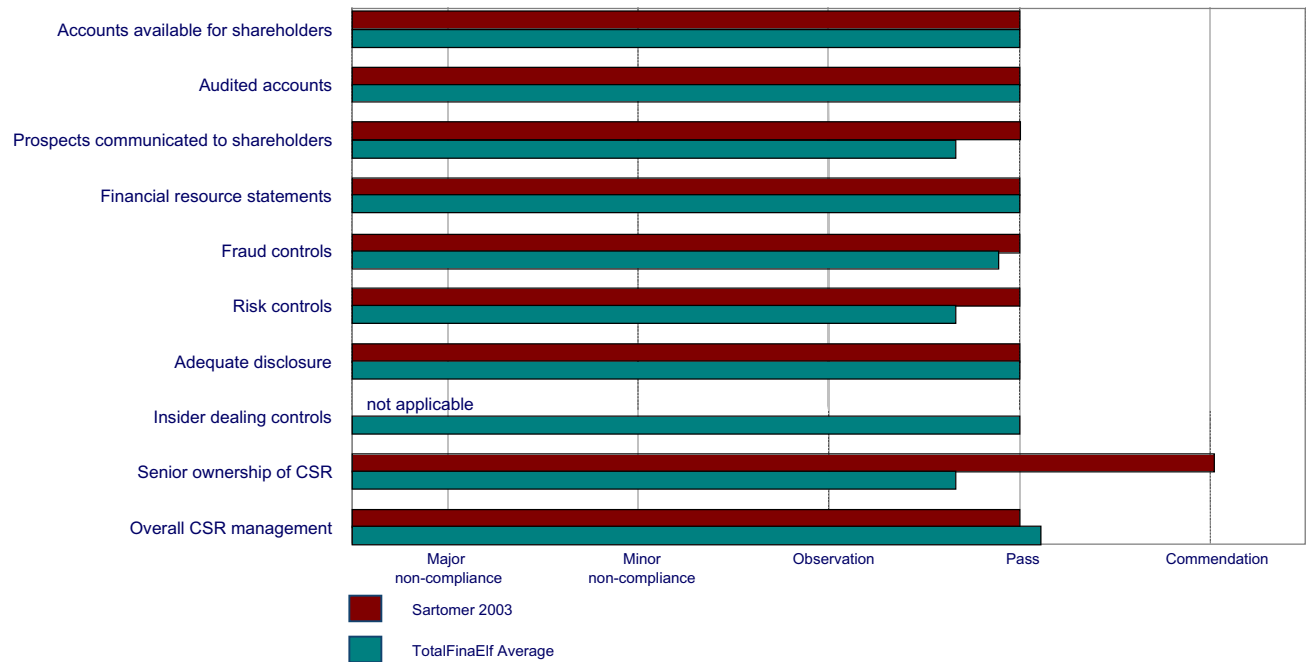 Accounts available for shareholders
Audited accounts
Prospects communicated to shareholders
Financial resource statements
Fraud controls
Risk controls
Adequate disclosure
not applicable
Insider dealing controls
Senior ownership of CSR
Overall CSR management
Major
non-compliance
Minor
non-compliance
Observation
Pass
Commendation
Sartomer 2003
TotalFinaElf Average